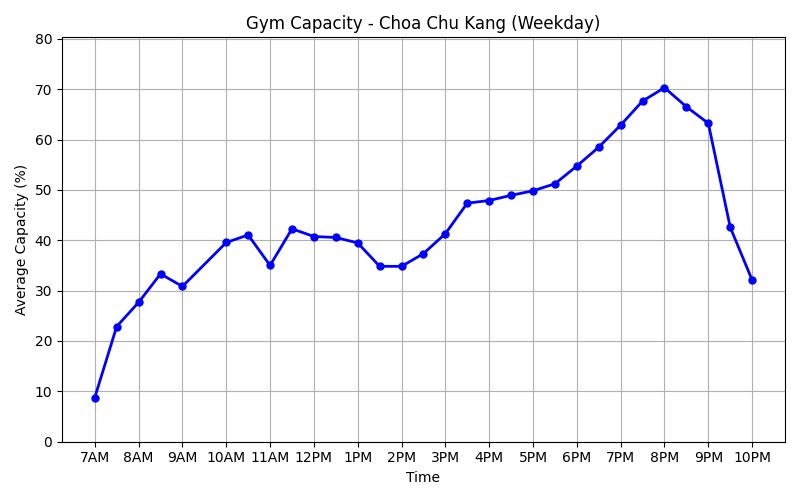 Gym Capacity - Choa Chu Kang (Weekday)
80
70
60
50
40
30
20
10
0
Average Capacity (%)
7AM 8AM 9AM 10AM 11AM 12PM 1PM 2PM 3PM 4PM 5PM 6PM 7PM 8PM 9PM 10PM
Time